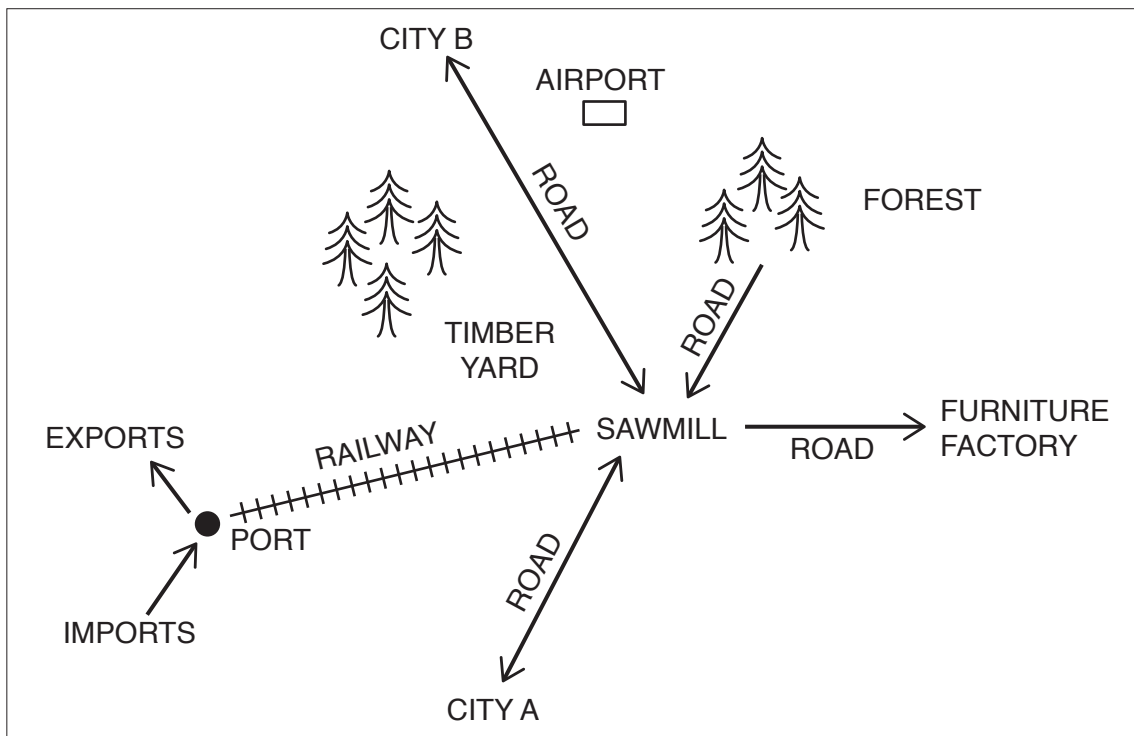 CITY B
AIRPORT
ROAD
FOREST
ROAD
TIMBER
YARD
EXPORTS
RAILWAY
SAWMILL
ROAD
FURNITURE
FACTORY
PORT
ROAD
IMPORTS
CITY A